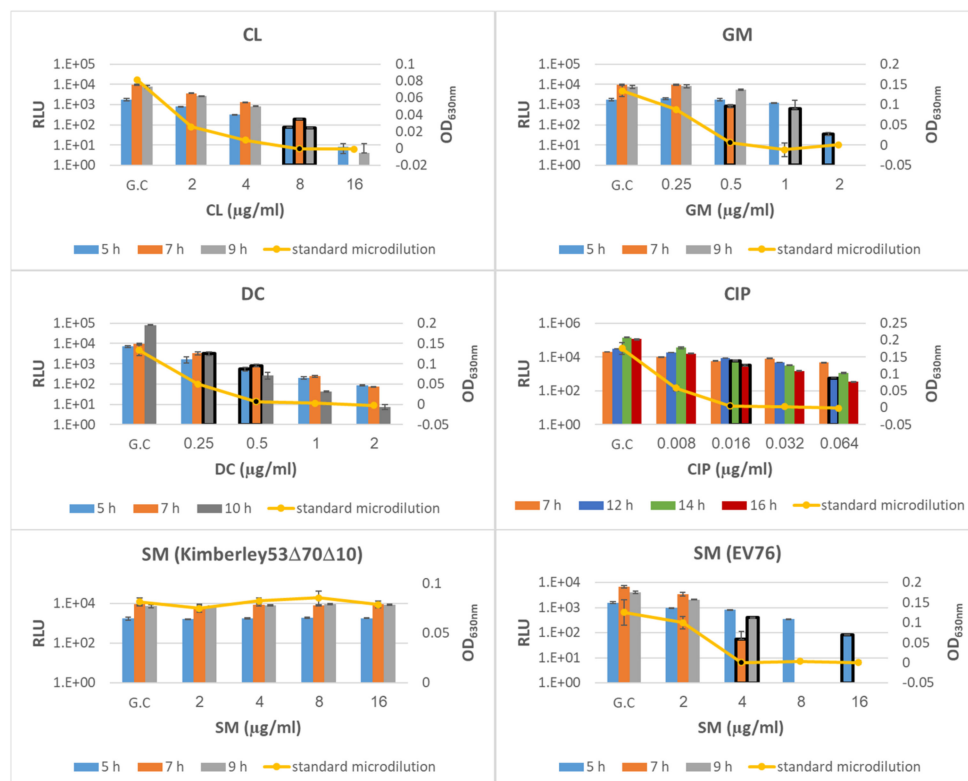 CL
1.E+05
1.E+04
1.E+03
1.E+02
1.E+01
1.E+00
RLU
0.1
0.08
0.06
0.04
0.02
0
-0.02
OD630nm
G.C 2 4 8 16
CL (µg/ml)
5 h 7 h 9 h standard microdilution
GM
1.E+05
1.E+04
1.E+03
1.E+02
1.E+01
1.E+00
RLU
0.2
0.15
0.1
0.05
0
-0.05
OD630nm
G.C 0.25 0.5 1 2
GM (µg/ml)
5 h 7 h 9 h standard microdilution
DC
1.E+05
1.E+04
1.E+03
1.E+02
1.E+01
1.E+00
RLU
0.2
0.15
0.1
0.05
0
-0.05
OD630nm
G.C 0.25 0.5 1 2
DC (µg/ml)
5 h 7 h 10 h standard microdilution
CIP
1.E+06
1.E+04
1.E+02
1.E+00
RLU
0.25
0.2
0.15
0.1
0.05
0
-0.05
OD630nm
G.C 0.008 0.016 0.032 0.064
CIP (µg/ml)
7 h 12 h 14 h 16 h standard microdilution
SM (Kimberley53Δ70Δ10)
1.E+04
1.E+02
1.E+00
RLU
0.1
0.05
0
OD630nm
G.C 2 4 8 16
SM (µg/ml)
5 h 7 h 9 h standard microdilution
SM (EV76)
1.E+04
1.E+03
1.E+02
1.E+01
1.E+00
RLU
0.2
0.15
0.1
0.05
0
-0.05
OD630nm
G.C 2 4 8 16
SM (µg/ml)
5 h 7 h 9 h standard microdilution